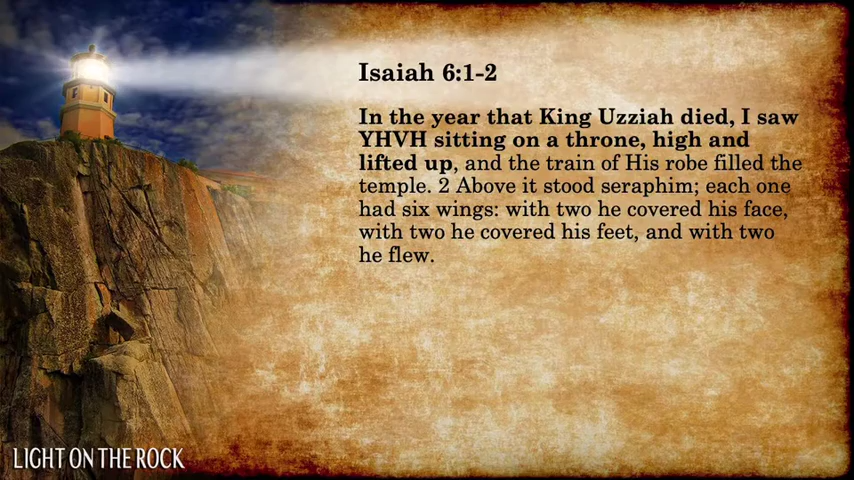 Isaiah 6:1-2
In the year that King Uzziah died, I saw
YHVH sitting on a throne, high and
lifted up, and the train of His robe filled the
temple. 2 Above it stood seraphim; each one
had six wings: with two he covered his face,
with two he covered his feet, and with two
he flew.
LIGHT ON THE ROCK